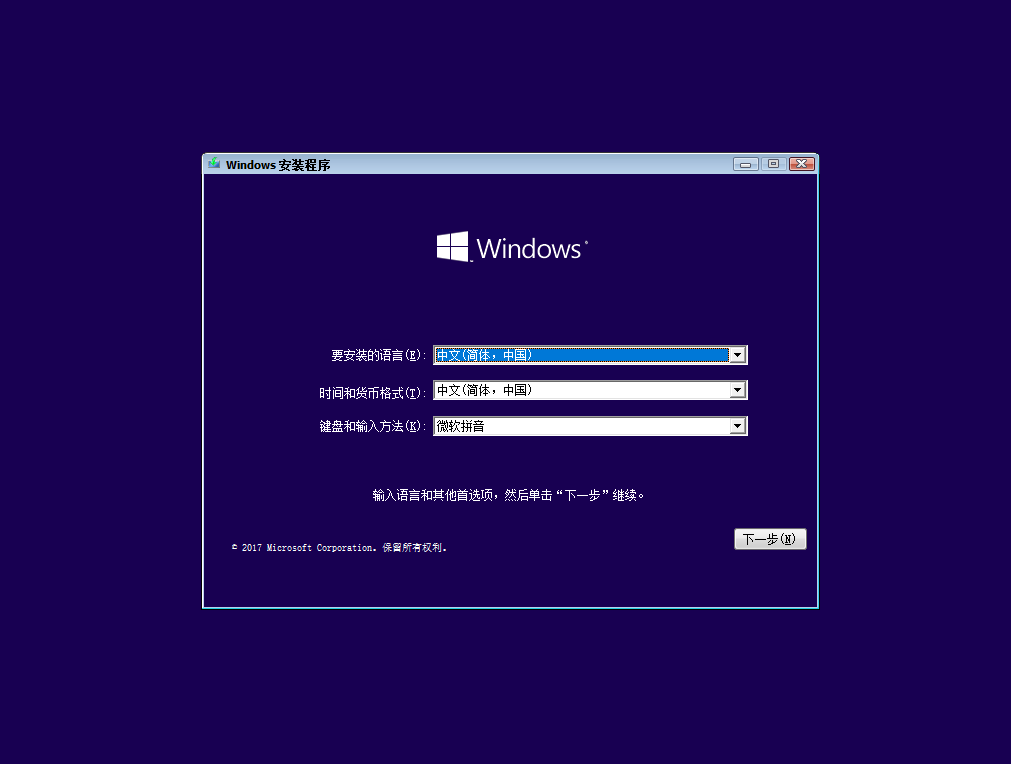 Windows 安装程序
Windows
要安装的语言(E): 中文(简体，中国)
时间和货币格式(T): 中文(简体，中国)
键盘和输入方法(K): 微软拼音
输入语言和其他首选项，然后单击“下一步”继续。
© 2017 Microsoft Corporation。保留所有权利。
下一步(N)